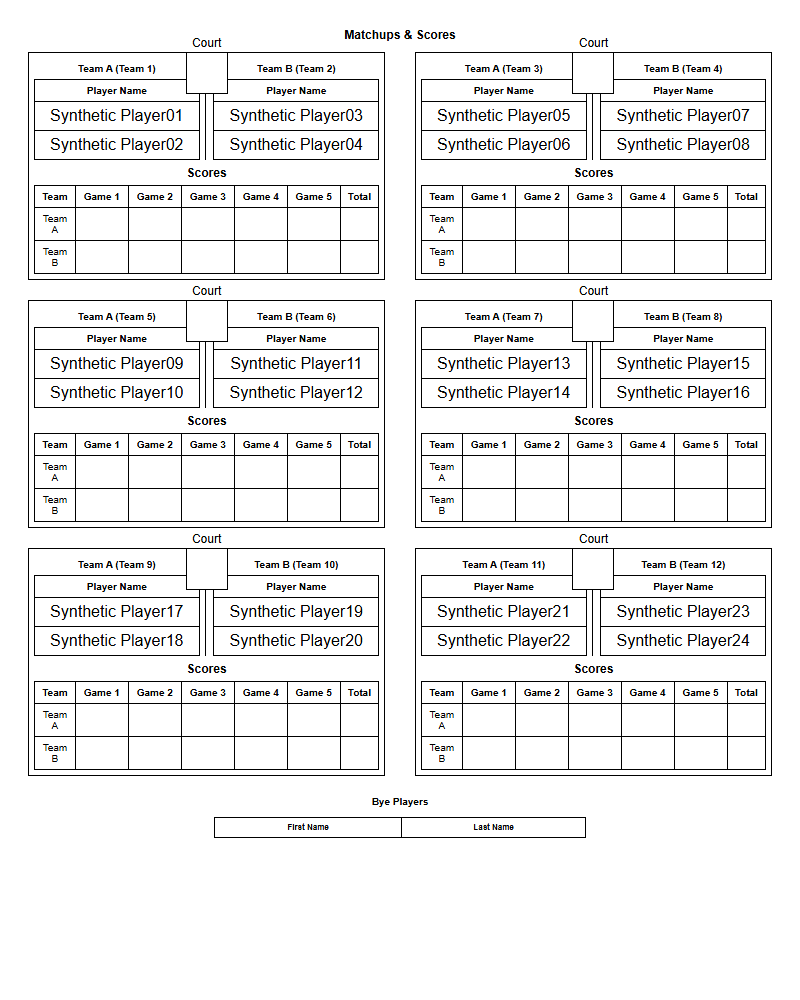 Matchups & Scores
Court
Team A (Team 1) Team B (Team 2)
Player Name Player Name
Synthetic Player01 Synthetic Player03
Synthetic Player02 Synthetic Player04
Scores
Team Game 1 Game 2 Game 3 Game 4 Game 5 Total
Team
A
Team
B
Court
Team A (Team 3) Team B (Team 4)
Player Name Player Name
Synthetic Player05 Synthetic Player07
Synthetic Player06 Synthetic Player08
Scores
Team Game 1 Game 2 Game 3 Game 4 Game 5 Total
Team
A
Team
B
Court
Team A (Team 5) Team B (Team 6)
Player Name Player Name
Synthetic Player09 Synthetic Player11
Synthetic Player10 Synthetic Player12
Scores
Team Game 1 Game 2 Game 3 Game 4 Game 5 Total
Team
A
Team
B
Court
Team A (Team 7) Team B (Team 8)
Player Name Player Name
Synthetic Player13 Synthetic Player15
Synthetic Player14 Synthetic Player16
Scores
Team Game 1 Game 2 Game 3 Game 4 Game 5 Total
Team
A
Team
B
Court
Team A (Team 9) Team B (Team 10)
Player Name Player Name
Synthetic Player17 Synthetic Player19
Synthetic Player18 Synthetic Player20
Scores
Team Game 1 Game 2 Game 3 Game 4 Game 5 Total
Team
A
Team
B
Court
Team A (Team 11) Team B (Team 12)
Player Name Player Name
Synthetic Player21 Synthetic Player23
Synthetic Player22 Synthetic Player24
Scores
Team Game 1 Game 2 Game 3 Game 4 Game 5 Total
Team
A
Team
B
Bye Players
First Name Last Name